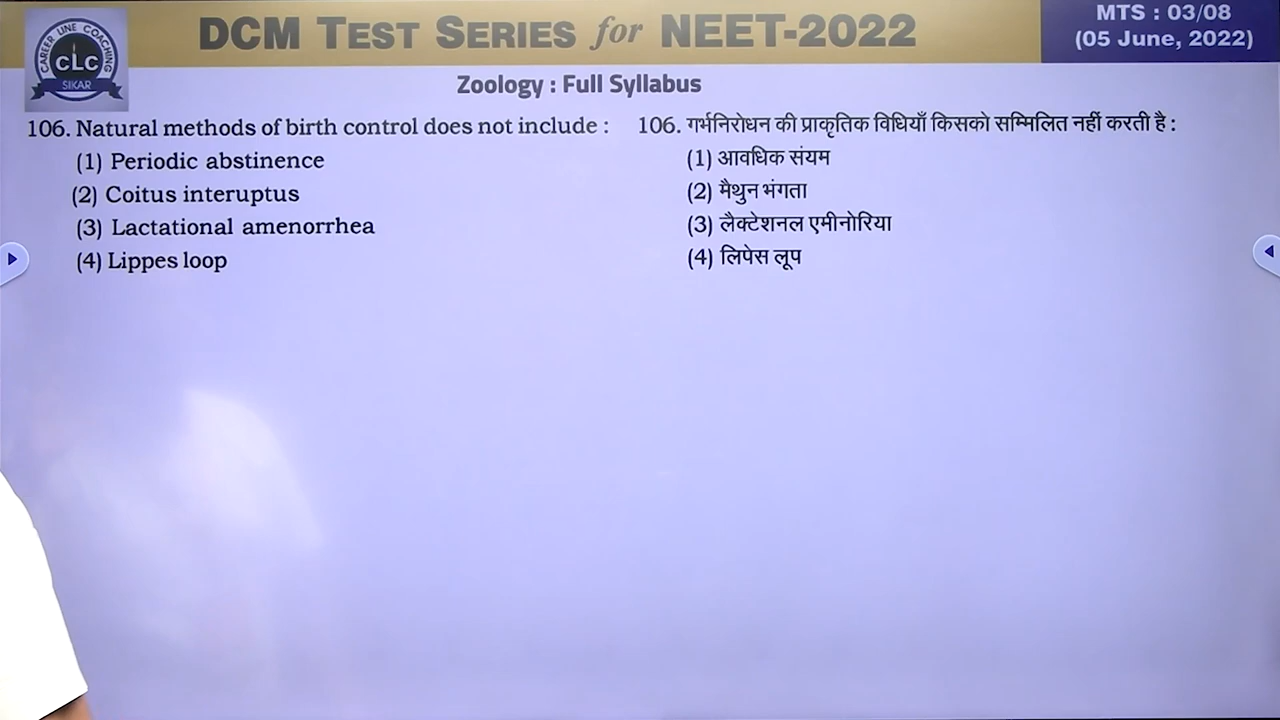 CAREER LINE COACHING
CLC
SIKAR
DCM TEST SERIES for NEET-2022
MTS : 03/08
(05 June, 2022)
Zoology : Full Syllabus
106. Natural methods of birth control does not include :
(1) Periodic abstinence
(2) Coitus interuptus
(3) Lactational amenorrhea
(4) Lippes loop
106. गर्भनिरोधन की प्राकृतिक विधियाँ किसको सम्मिलित नहीं करती है :
(1) आवधिक संयम
(2) मैथुन भंगता
(3) लैक्टेशनल एमीनोरिया
(4) लिपेस लूप